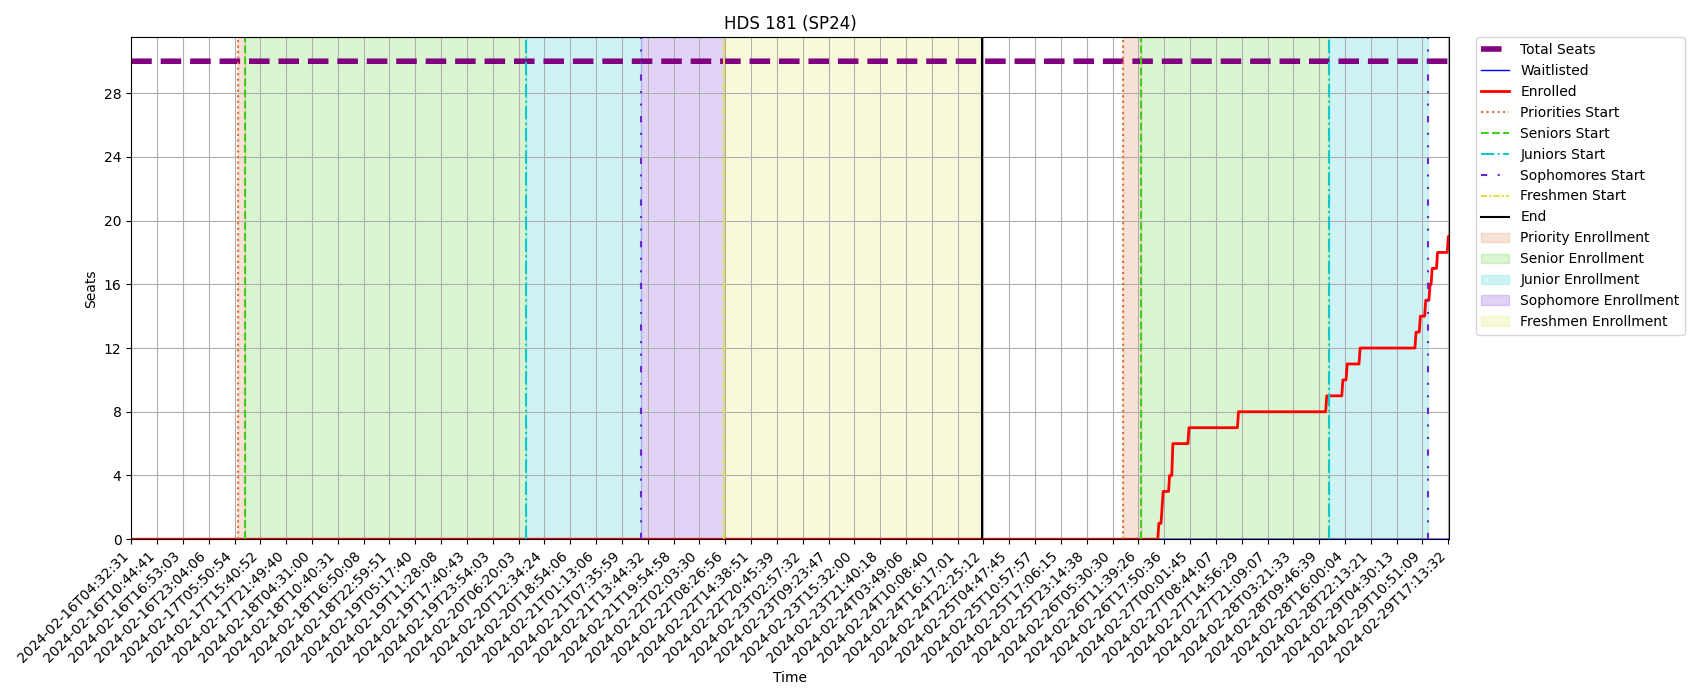 HDS 181 (SP24)
Seats
28
24
20
16
12
8
4
0
2024-02-16T04:32:31
2024-02-16T10:44:41
2024-02-16T16:53:03
2024-02-16T23:04:06
2024-02-17T05:50:54
2024-02-17T15:40:52
2024-02-17T21:49:40
2024-02-18T04:31:00
2024-02-18T10:40:31
2024-02-18T16:50:08
2024-02-18T22:59:51
2024-02-19T05:17:40
2024-02-19T11:28:08
2024-02-19T17:40:43
2024-02-19T23:54:03
2024-02-20T06:20:03
2024-02-20T12:34:24
2024-02-20T18:54:06
2024-02-21T01:13:06
2024-02-21T07:35:59
2024-02-21T13:44:32
2024-02-21T19:54:58
2024-02-22T02:03:30
2024-02-22T08:26:56
2024-02-22T14:38:51
2024-02-22T20:45:39
2024-02-23T02:57:32
2024-02-23T09:23:47
2024-02-23T15:32:00
2024-02-23T21:40:18
2024-02-24T03:49:06
2024-02-24T10:08:40
2024-02-24T16:17:01
2024-02-24T22:25:12
2024-02-25T04:47:45
2024-02-25T10:57:57
2024-02-25T17:06:15
2024-02-25T23:14:38
2024-02-26T05:30:30
2024-02-26T11:39:26
2024-02-26T17:50:36
2024-02-27T00:01:45
2024-02-27T08:44:07
2024-02-27T14:56:29
2024-02-27T21:09:07
2024-02-28T03:21:33
2024-02-28T09:46:39
2024-02-28T16:00:04
2024-02-28T22:13:21
2024-02-29T04:30:13
2024-02-29T10:51:09
2024-02-29T17:13:32
Time
Total Seats
Waitlisted
Enrolled
Priorities Start
Seniors Start
Juniors Start
Sophomores Start
Freshmen Start
End
Priority Enrollment
Senior Enrollment
Junior Enrollment
Sophomore Enrollment
Freshmen Enrollment